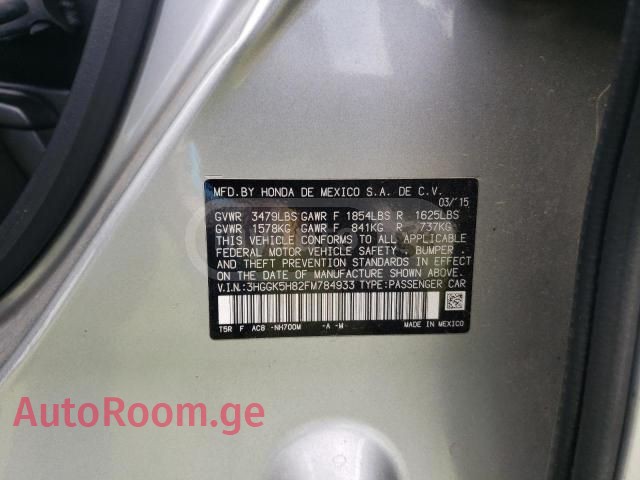 MFD.BY HONDA DE MEXICO S.A. DE C.V.
03/'15
GVWR 3479LBS GAWR F 1854LBS R 1625LBS
GVWR 1578KG GAWR F 841KG R 737KG
THIS VEHICLE CONFORMS TO ALL APPLICABLE
FEDERAL MOTOR VEHICLE SAFETY, BUMPER,
AND THEFT PREVENTION STANDARDS IN EFFECT
ON THE DATE OF MANUFACTURE SHOWN ABOVE.
V.I.N.:3HGGK5H82FM784933 TYPE:PASSENGER CAR
T5R F AC8 -NH700M -A -M- MADE IN MEXICO
AutoRoom.ge